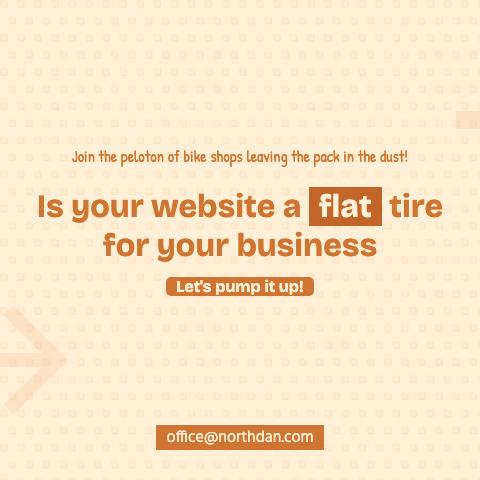 Join the peloton of bike shops leaving the pack in the dust!
Is your website a flat tire
for your business
Let's pump it up!
office@northdan.com